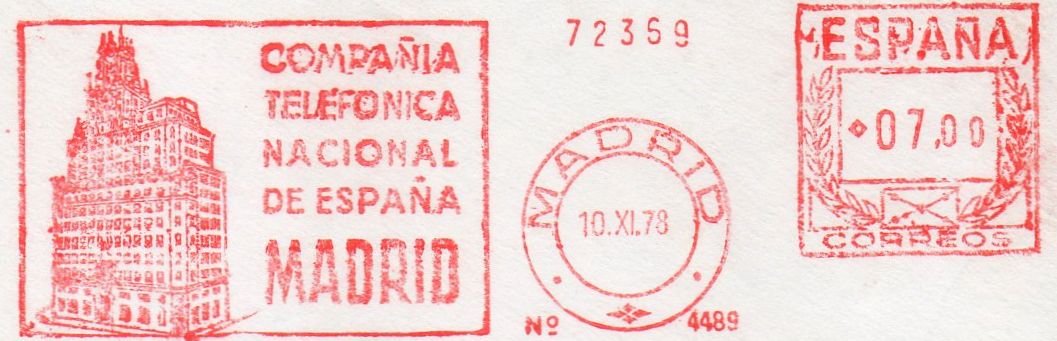 COMPAÑIA
TELEFONICA
NACIONAL
DE ESPAÑA
MADRID
72359
MADRID
10.XI.78
Nº 4489
ESPAÑA
07,00
CORREOS